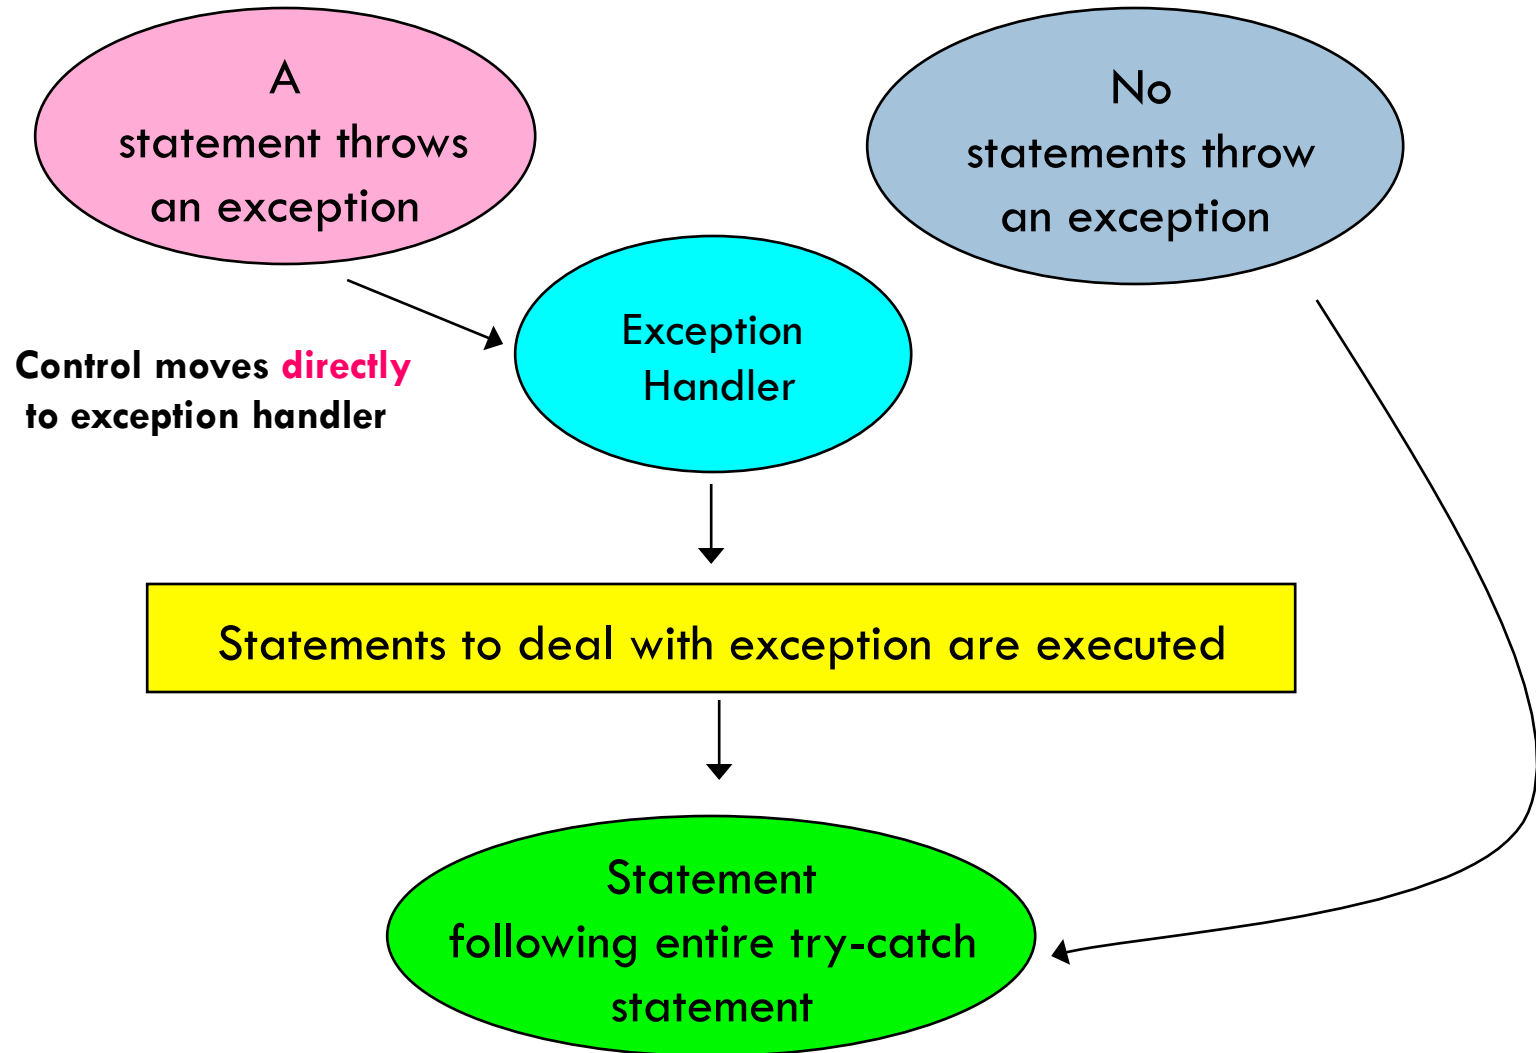 A
statement throws
an exception
No
statements throw
an exception
Control moves directly
to exception handler
Exception
Handler
Statements to deal with exception are executed
Statement
following entire try-catch
statement